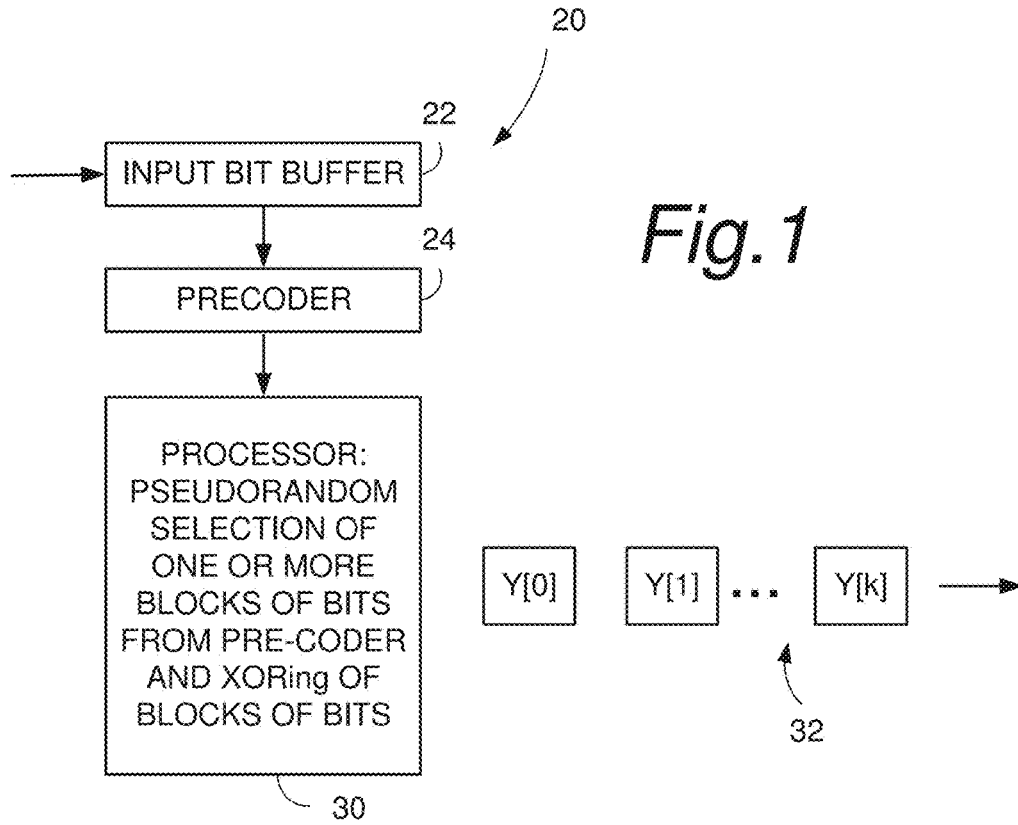 20
22
INPUT BIT BUFFER
Fig.1
24
PRECODER
PROCESSOR:
PSEUDORANDOM
SELECTION OF
ONE OR MORE
BLOCKS OF BITS
FROM PRE-CODER
AND XORing OF
BLOCKS OF BITS
Y[0] Y[1] ... Y[k]
32
30